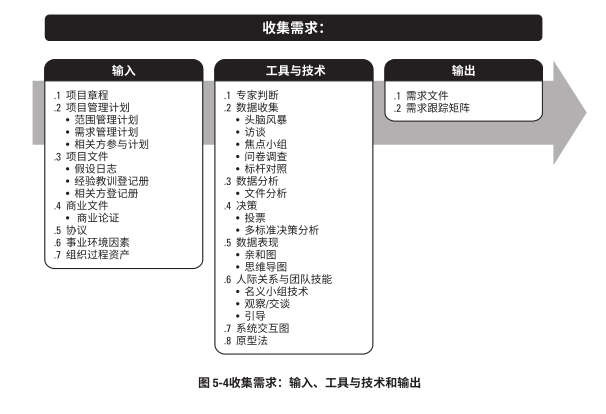 收集需求：
输入
.1 项目章程
.2 项目管理计划
• 范围管理计划
• 需求管理计划
• 相关方参与计划
.3 项目文件
• 假设日志
• 经验教训登记册
• 相关方登记册
.4 商业文件
• 商业论证
.5 协议
.6 事业环境因素
.7 组织过程资产
工具与技术
.1 专家判断
.2 数据收集
• 头脑风暴
• 访谈
• 焦点小组
• 问卷调查
• 标杆对照
.3 数据分析
• 文件分析
.4 决策
• 投票
• 多标准决策分析
.5 数据表现
• 亲和图
• 思维导图
.6 人际关系与团队技能
• 名义小组技术
• 观察/交谈
• 引导
.7 系统交互图
.8 原型法
输出
.1 需求文件
.2 需求跟踪矩阵
图 5-4收集需求：输入、工具与技术和输出